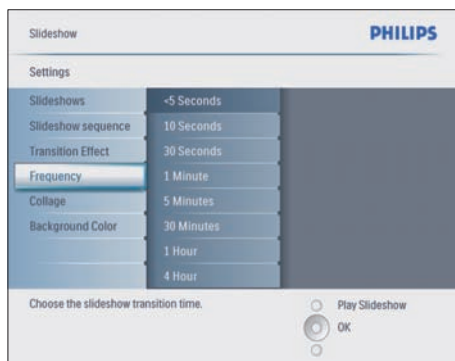 Slideshow PHILIPS
Settings
Slideshows <5 Seconds
Slideshow sequence 10 Seconds
Transition Effect 30 Seconds
Frequency 1 Minute
Collage 5 Minutes
Background Color 30 Minutes
1 Hour
4 Hour
Choose the slideshow transition time. Play Slideshow
OK